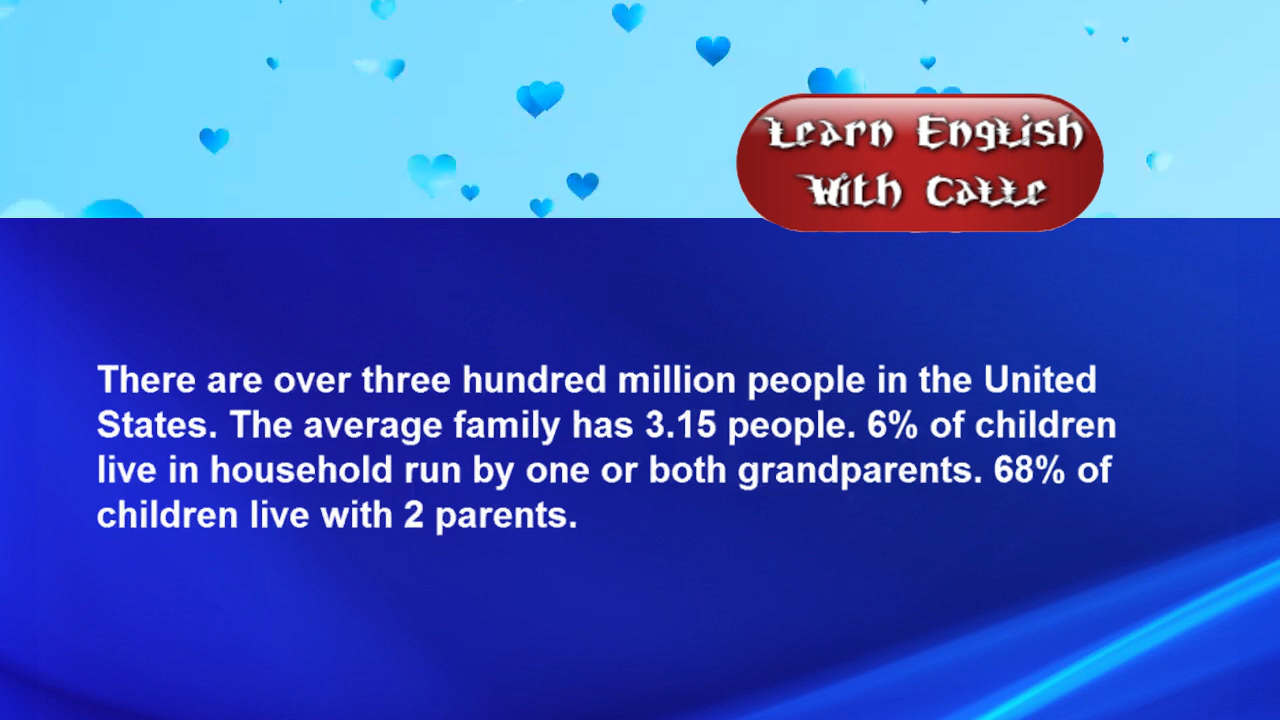 Learn English
With Calle
There are over three hundred million people in the United
States. The average family has 3.15 people. 6% of children
live in household run by one or both grandparents. 68% of
children live with 2 parents.